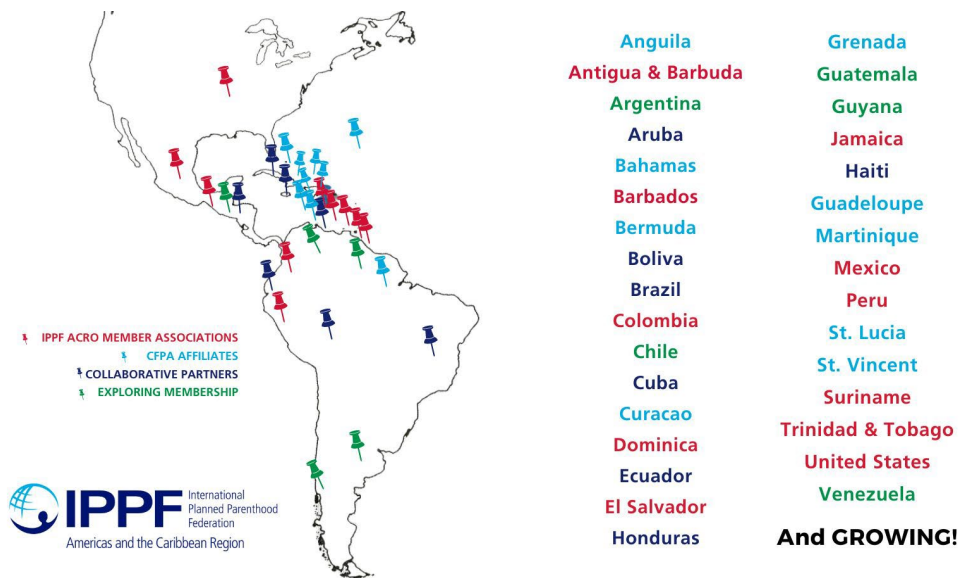 IPPF ACRO MEMBER ASSOCIATIONS
CFPA AFFILIATES
COLLABORATIVE PARTNERS
EXPLORING MEMBERSHIP
IPPF
International
Planned Parenthood
Federation
Americas and the Caribbean Region
Anguila
Antigua & Barbuda
Argentina
Aruba
Bahamas
Barbados
Bermuda
Boliva
Brazil
Colombia
Chile
Cuba
Curacao
Dominica
Ecuador
El Salvador
Honduras
Grenada
Guatemala
Guyana
Jamaica
Haiti
Guadeloupe
Martinique
Mexico
Peru
St. Lucia
St. Vincent
Suriname
Trinidad & Tobago
United States
Venezuela
And GROWING!